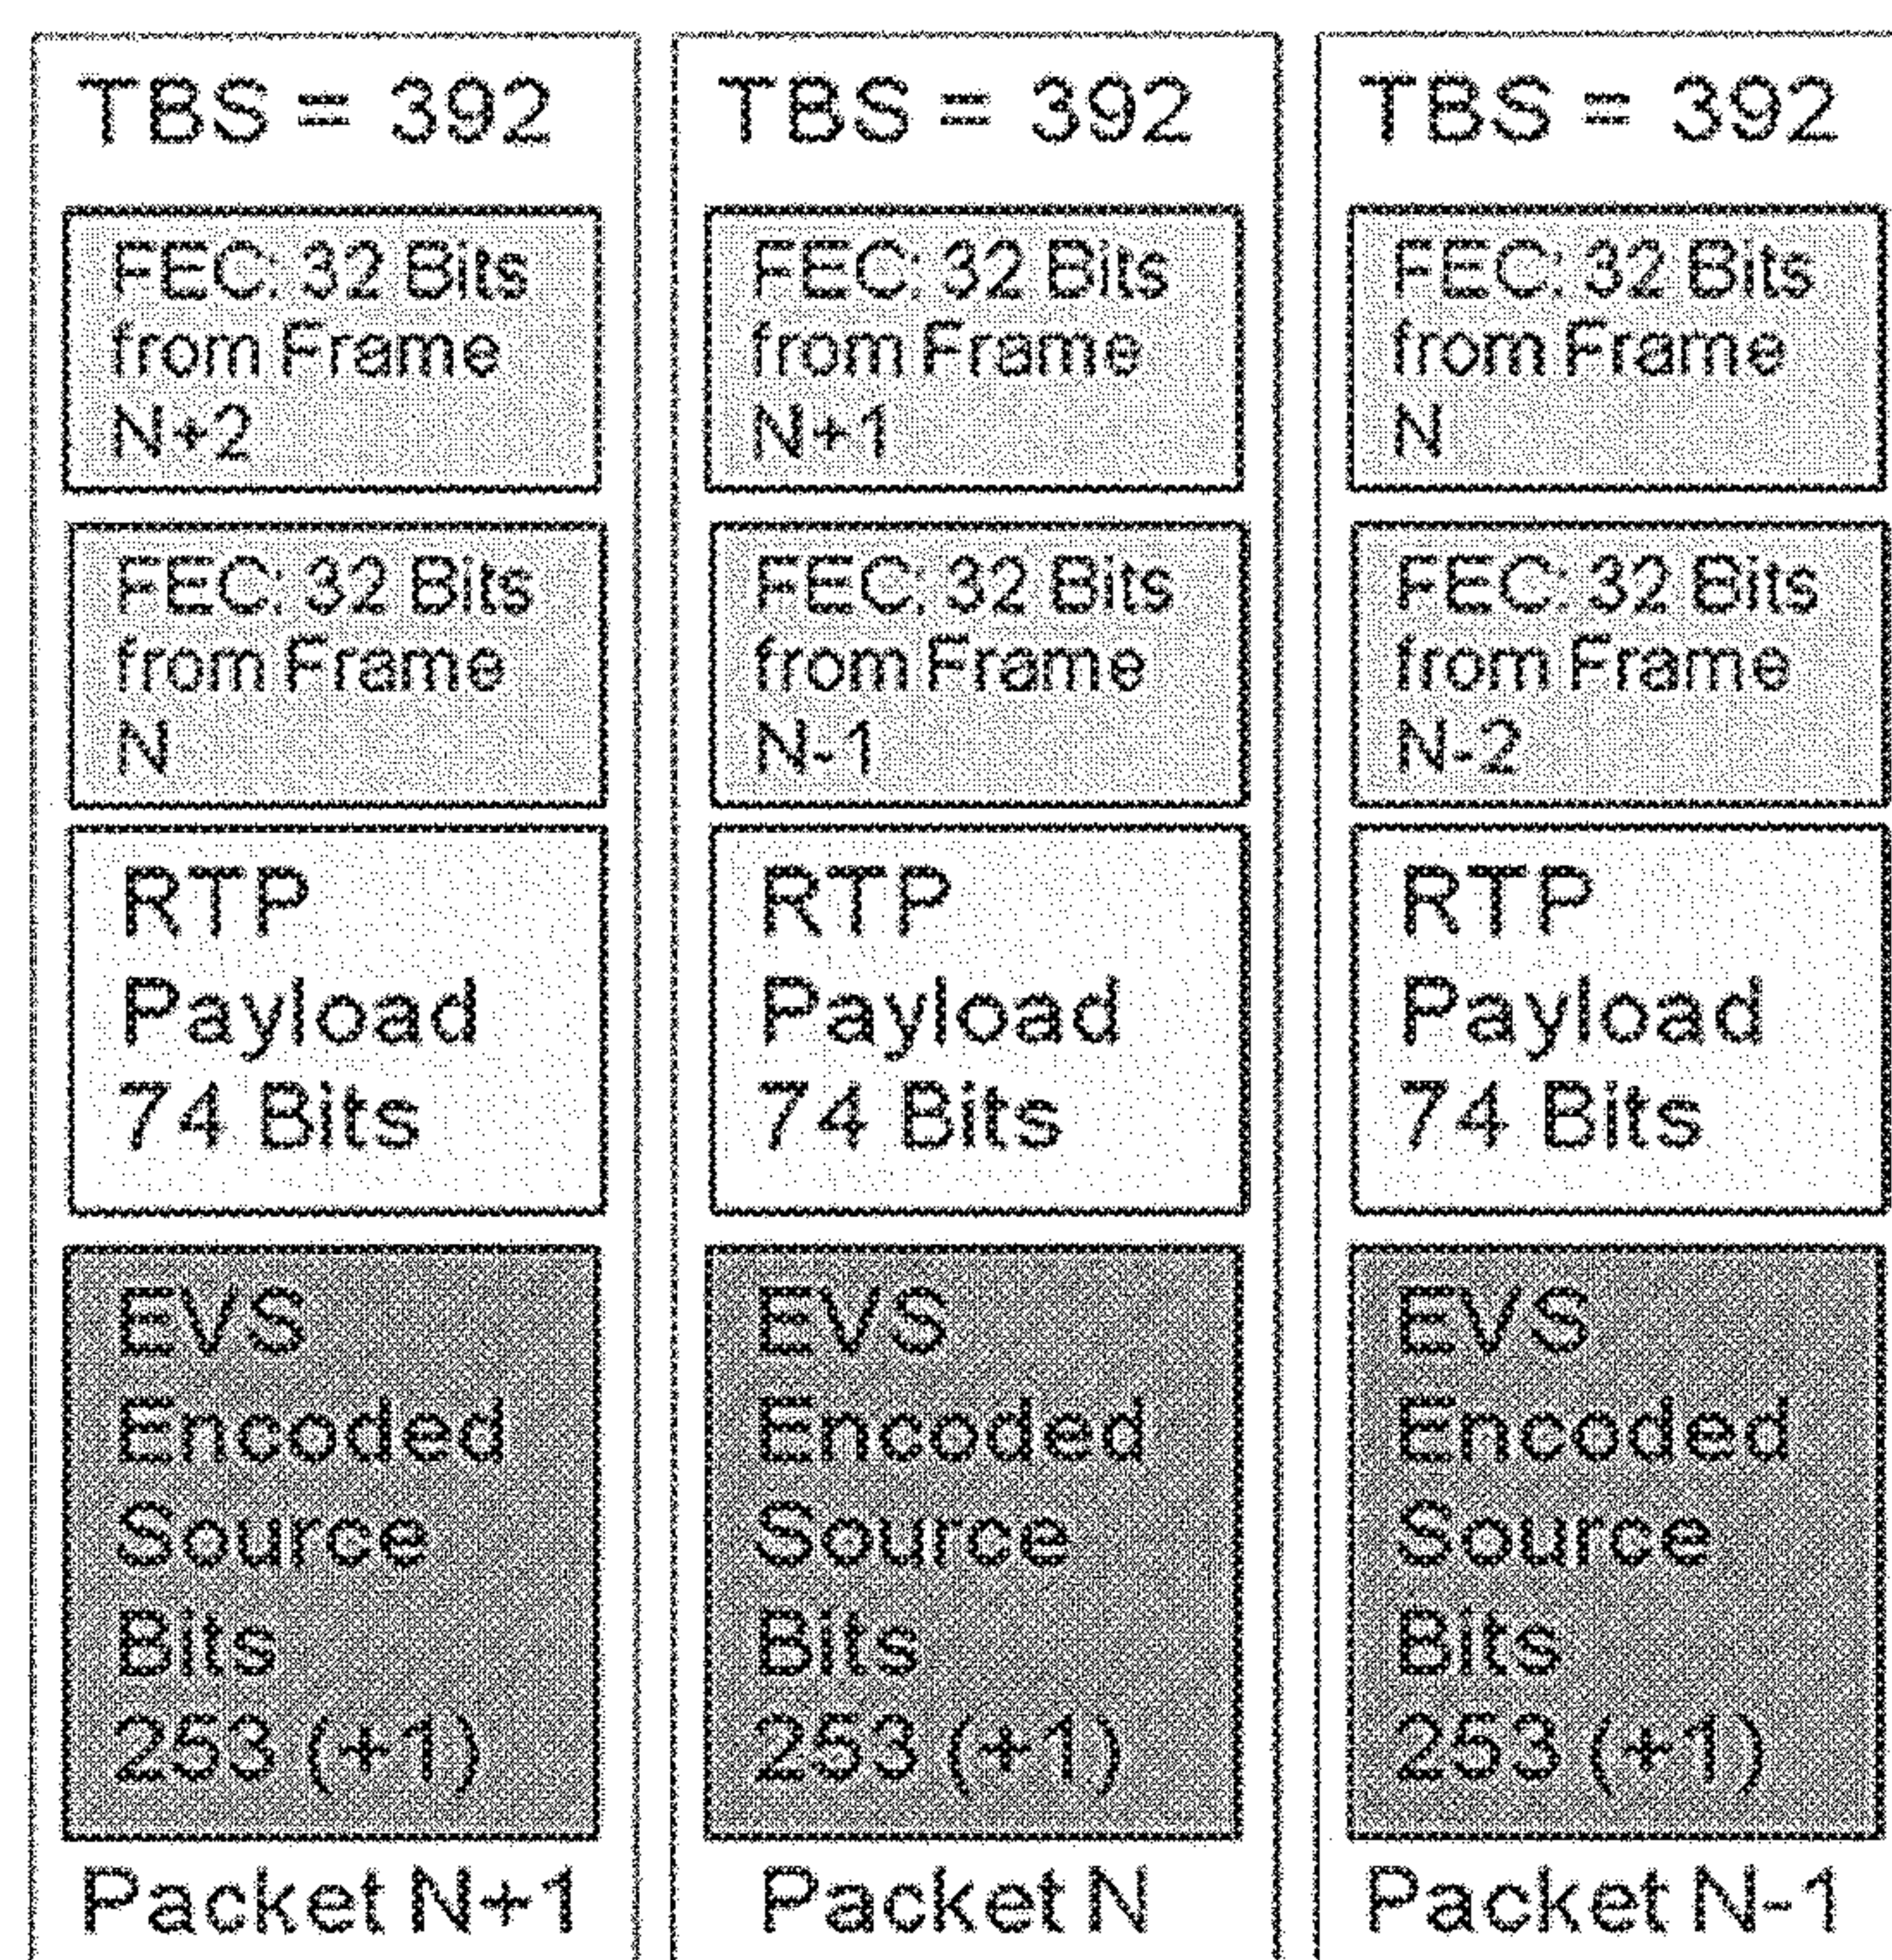 TBS = 392
FEC: 32 Bits
from Frame
N+2
FEC: 32 Bits
from Frame
N
RTP
Payload
74 Bits
EVS
Encoded
Source
Bits
253 (+1)
Packet N+1
TBS = 392
FEC: 32 Bits
from Frame
N+1
FEC: 32 Bits
from Frame
N-1
RTP
Payload
74 Bits
EVS
Encoded
Source
Bits
253 (+1)
Packet N
TBS = 392
FEC: 32 Bits
from Frame
N
FEC: 32 Bits
from Frame
N-2
RTP
Payload
74 Bits
EVS
Encoded
Source
Bits
253 (+1)
Packet N-1